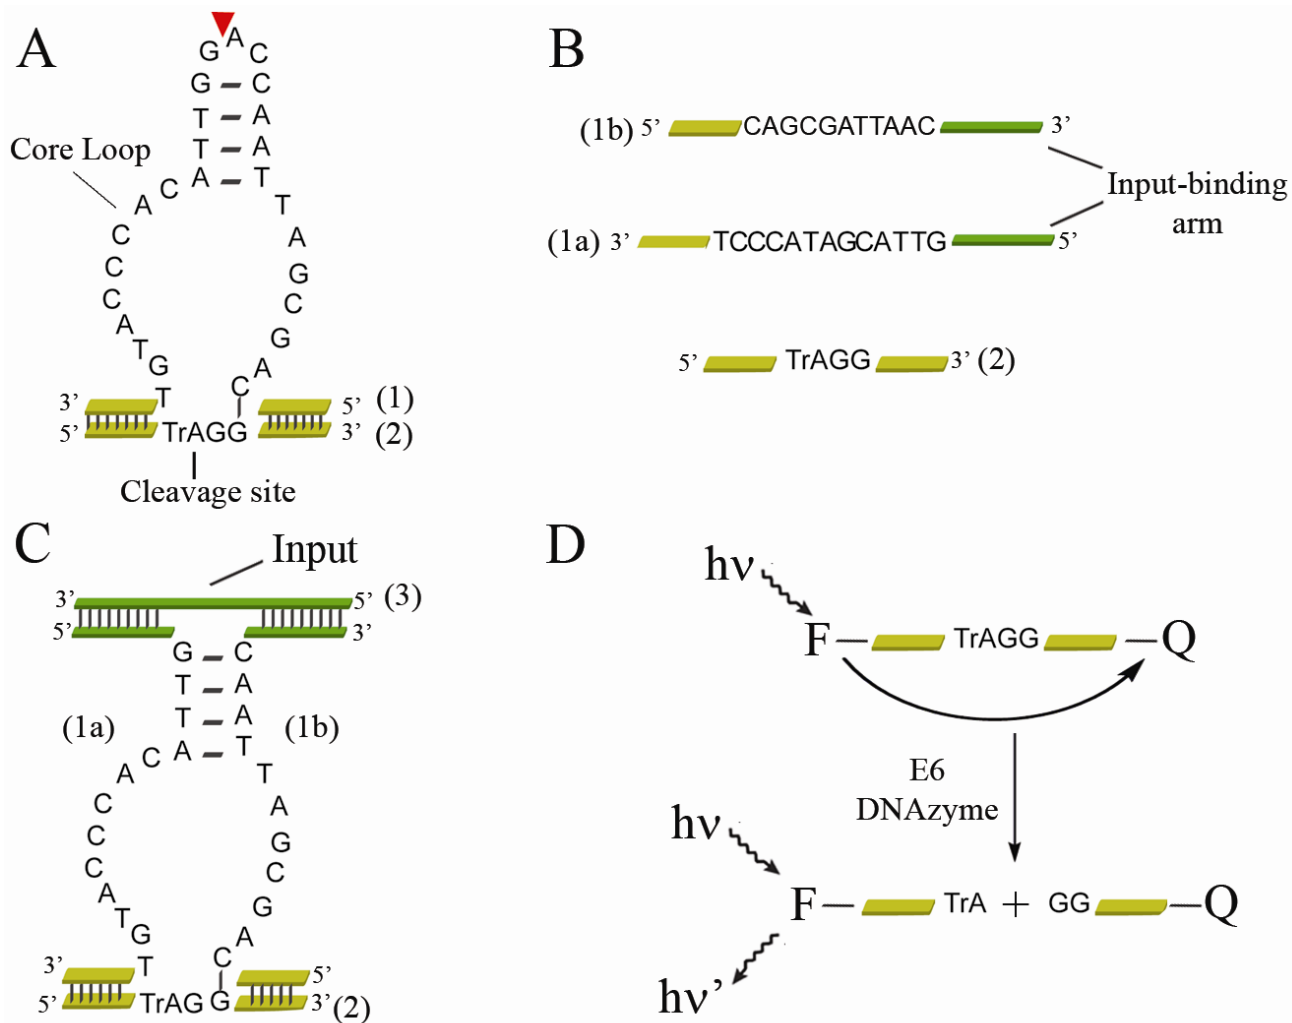 A
G A C
G C
T A
T A
Core Loop
A T
A C T
C A
C G
C C
A G
T
G A
T C
3' 5' (1)
5' TrAGG 3' (2)
Cleavage site
B
(1b) 5' CAGCGATTAAC 3'
Input-binding
arm
(1a) 3' TCCCATAGCATTG 5'
5' TrAGG 3' (2)
C
Input
3' 5' (3)
5' 3'
G C
T A
T A
(1a) (1b)
A C A T
T
C A
C G
C C
A G
T
G A
T C
3' 5'
5' TrAGG 3' (2)
D
hν
F TrAGG Q
E6
DNAzyme
hν
F TrA + GG Q
hν'